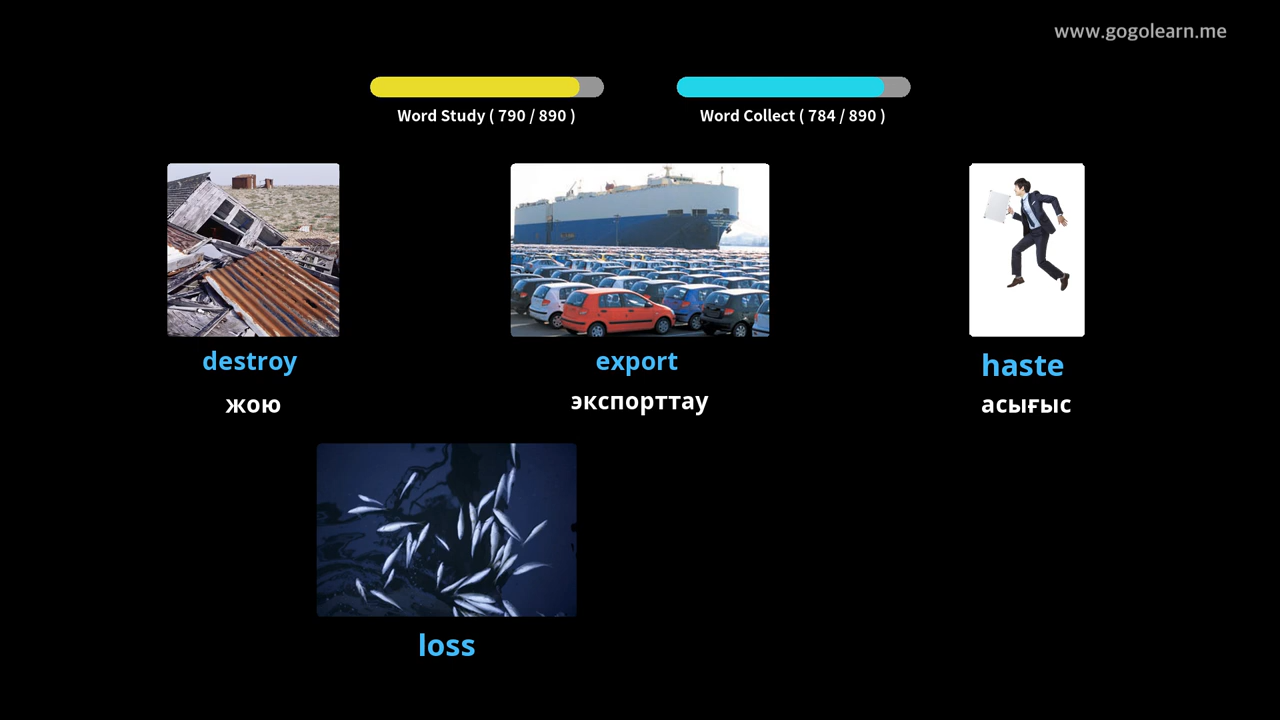 www.gogolearn.me
Word Study ( 790 / 890 )
Word Collect ( 784 / 890 )
destroy
export
haste
жою
экспорттау
асығыс
loss